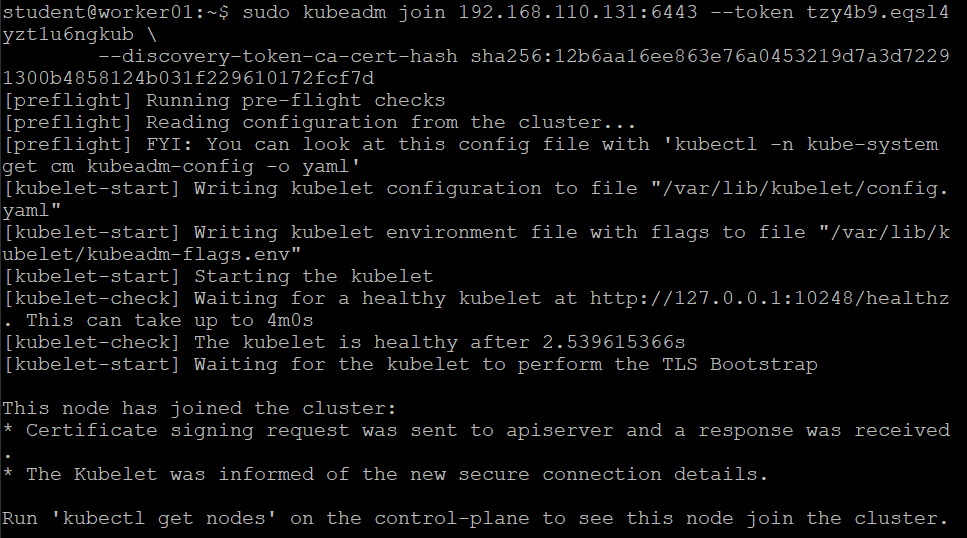 student@worker01:~$ sudo kubeadm join 192.168.110.131:6443 --token tzy4b9.eqsl4
yzt1u6ngkub \
        --discovery-token-ca-cert-hash sha256:12b6aa16ee863e76a0453219d7a3d7229
1300b4858124b031f229610172fcf7d
[preflight] Running pre-flight checks
[preflight] Reading configuration from the cluster...
[preflight] FYI: You can look at this config file with 'kubectl -n kube-system
get cm kubeadm-config -o yaml'
[kubelet-start] Writing kubelet configuration to file "/var/lib/kubelet/config.
yaml"
[kubelet-start] Writing kubelet environment file with flags to file "/var/lib/k
ubelet/kubeadm-flags.env"
[kubelet-start] Starting the kubelet
[kubelet-check] Waiting for a healthy kubelet at http://127.0.0.1:10248/healthz
. This can take up to 4m0s
[kubelet-check] The kubelet is healthy after 2.539615366s
[kubelet-start] Waiting for the kubelet to perform the TLS Bootstrap

This node has joined the cluster:
* Certificate signing request was sent to apiserver and a response was received
.
* The Kubelet was informed of the new secure connection details.

Run 'kubectl get nodes' on the control-plane to see this node join the cluster.